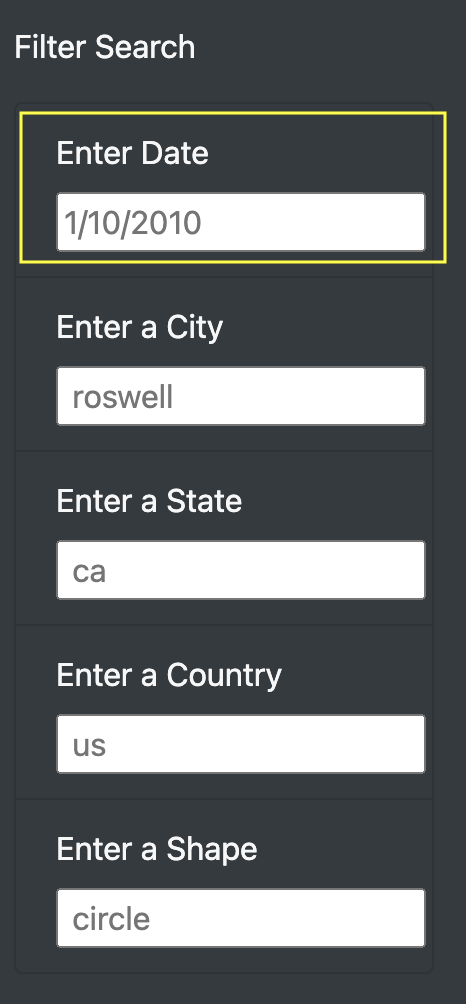 Filter Search
Enter Date
1/10/2010
Enter a City
roswell
Enter a State
ca
Enter a Country
us
Enter a Shape
circle